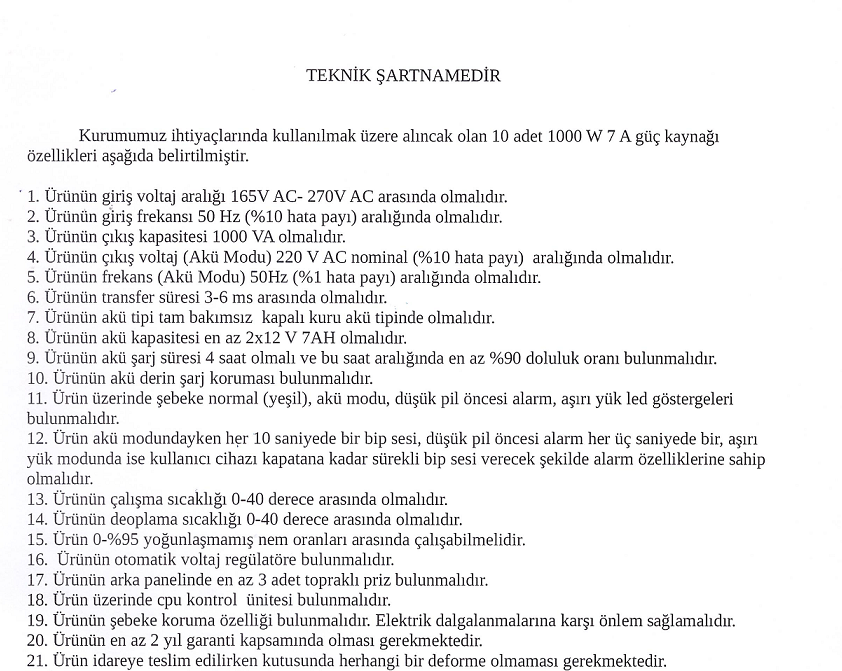 TEKNİK ŞARTNAMEDİR
Kurumumuz ihtiyaçlarında kullanılmak üzere alıncak olan 10 adet 1000 W 7 A güç kaynağı
özellikleri aşağıda belirtilmiştir.
1. Ürünün giriş voltaj aralığı 165V AC- 270V AC arasında olmalıdır.
2. Ürünün giriş frekansı 50 Hz (%10 hata payı) aralığında olmalıdır.
3. Ürünün çıkış kapasitesi 1000 VA olmalıdır.
4. Ürünün çıkış voltaj (Akü Modu) 220 V AC nominal (%10 hata payı)  aralığında olmalıdır.
5. Ürünün frekans (Akü Modu) 50Hz (%1 hata payı) aralığında olmalıdır.
6. Ürünün transfer süresi 3-6 ms arasında olmalıdır.
7. Ürünün akü tipi tam bakımsız  kapalı kuru akü tipinde olmalıdır.
8. Ürünün akü kapasitesi en az 2x12 V 7AH olmalıdır.
9. Ürünün akü şarj süresi 4 saat olmalı ve bu saat aralığında en az %90 doluluk oranı bulunmalıdır.
10. Ürünün akü derin şarj koruması bulunmalıdır.
11. Ürün üzerinde şebeke normal (yeşil), akü modu, düşük pil öncesi alarm, aşırı yük led göstergeleri
bulunmalıdır.
12. Ürün akü modundayken her 10 saniyede bir bip sesi, düşük pil öncesi alarm her üç saniyede bir, aşırı
yük modunda ise kullanıcı cihazı kapatana kadar sürekli bip sesi verecek şekilde alarm özelliklerine sahip
olmalıdır.
13. Ürünün çalışma sıcaklığı 0-40 derece arasında olmalıdır.
14. Ürünün deoplama sıcaklığı 0-40 derece arasında olmalıdır.
15. Ürün 0-%95 yoğunlaşmamış nem oranları arasında çalışabilmelidir.
16.  Ürünün otomatik voltaj regülatöre bulunmalıdır.
17. Ürünün arka panelinde en az 3 adet topraklı priz bulunmalıdır.
18. Ürün üzerinde cpu kontrol  ünitesi bulunmalıdır.
19. Ürünün şebeke koruma özelliği bulunmalıdır. Elektrik dalgalanmalarına karşı önlem sağlamalıdır.
20. Ürünün en az 2 yıl garanti kapsamında olması gerekmektedir.
21. Ürün idareye teslim edilirken kutusunda herhangi bir deforme olmaması gerekmektedir.